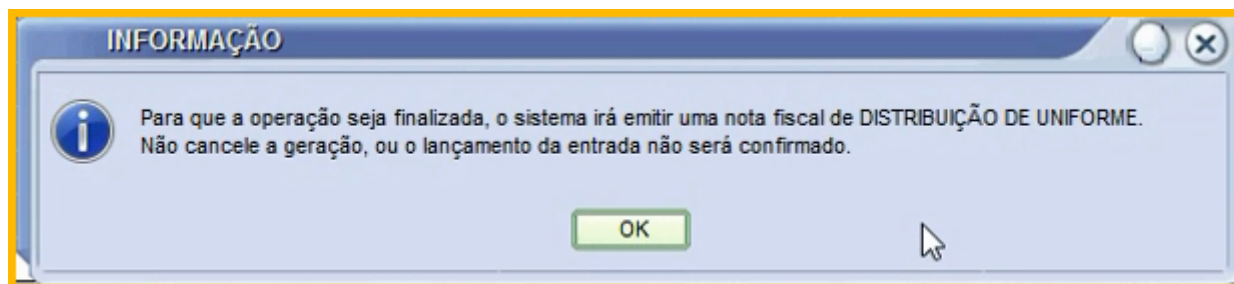 INFORMAÇÃO
Para que a operação seja finalizada, o sistema irá emitir uma nota fiscal de DISTRIBUIÇÃO DE UNIFORME.
Não cancele a geração, ou o lançamento da entrada não será confirmado.
OK